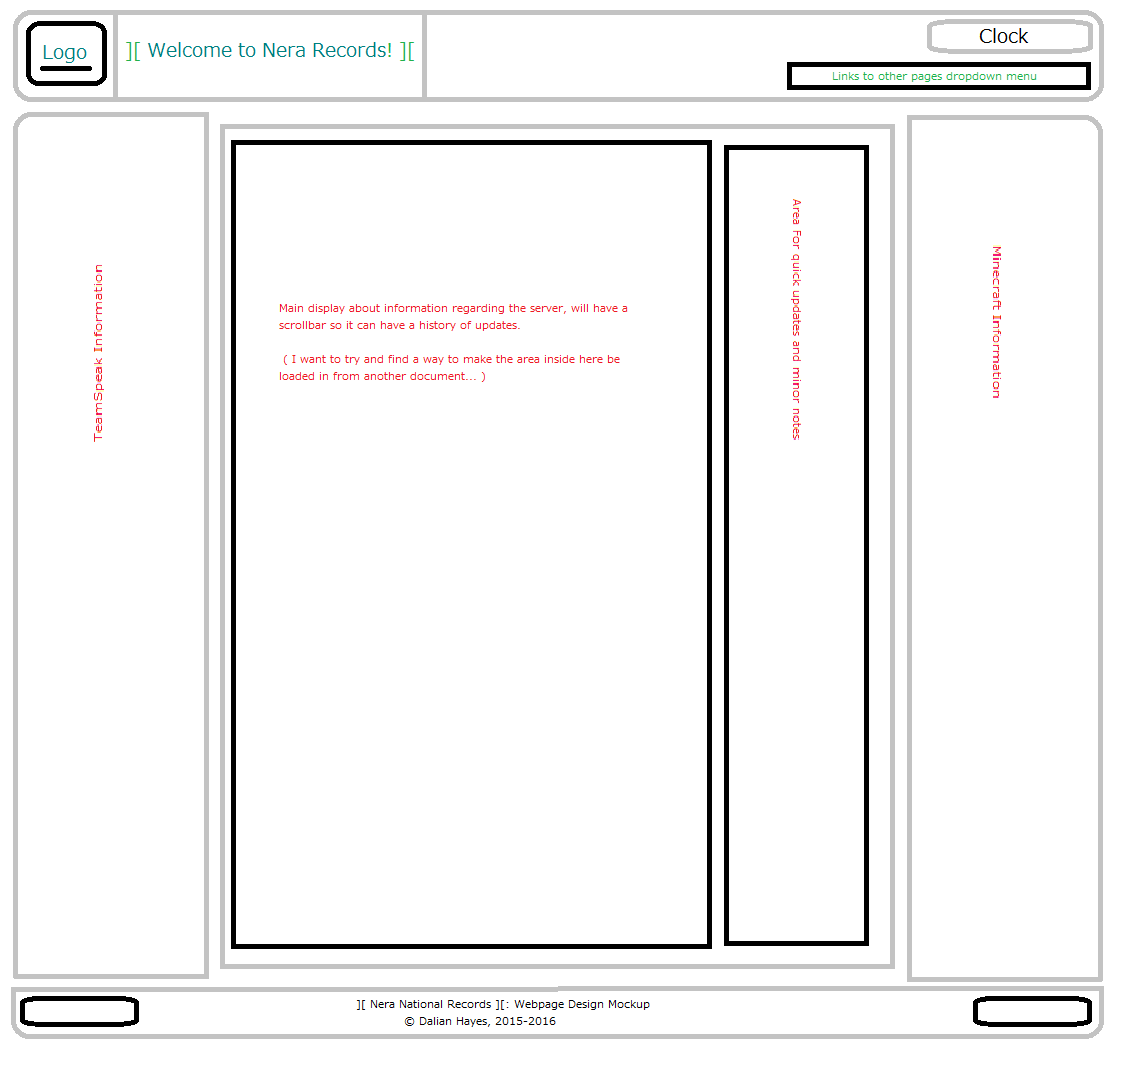 Logo
][ Welcome to Nera Records! ][
Clock
Links to other pages dropdown menu
TeamSpeak Information
Main display about information regarding the server, will have a
scrollbar so it can have a history of updates.
( I want to try and find a way to make the area inside here be
loaded in from another document... )
Area For quick updates and minor notes
Minecraft Information
][ Nera National Records ][: Webpage Design Mockup
© Dalian Hayes, 2015-2016